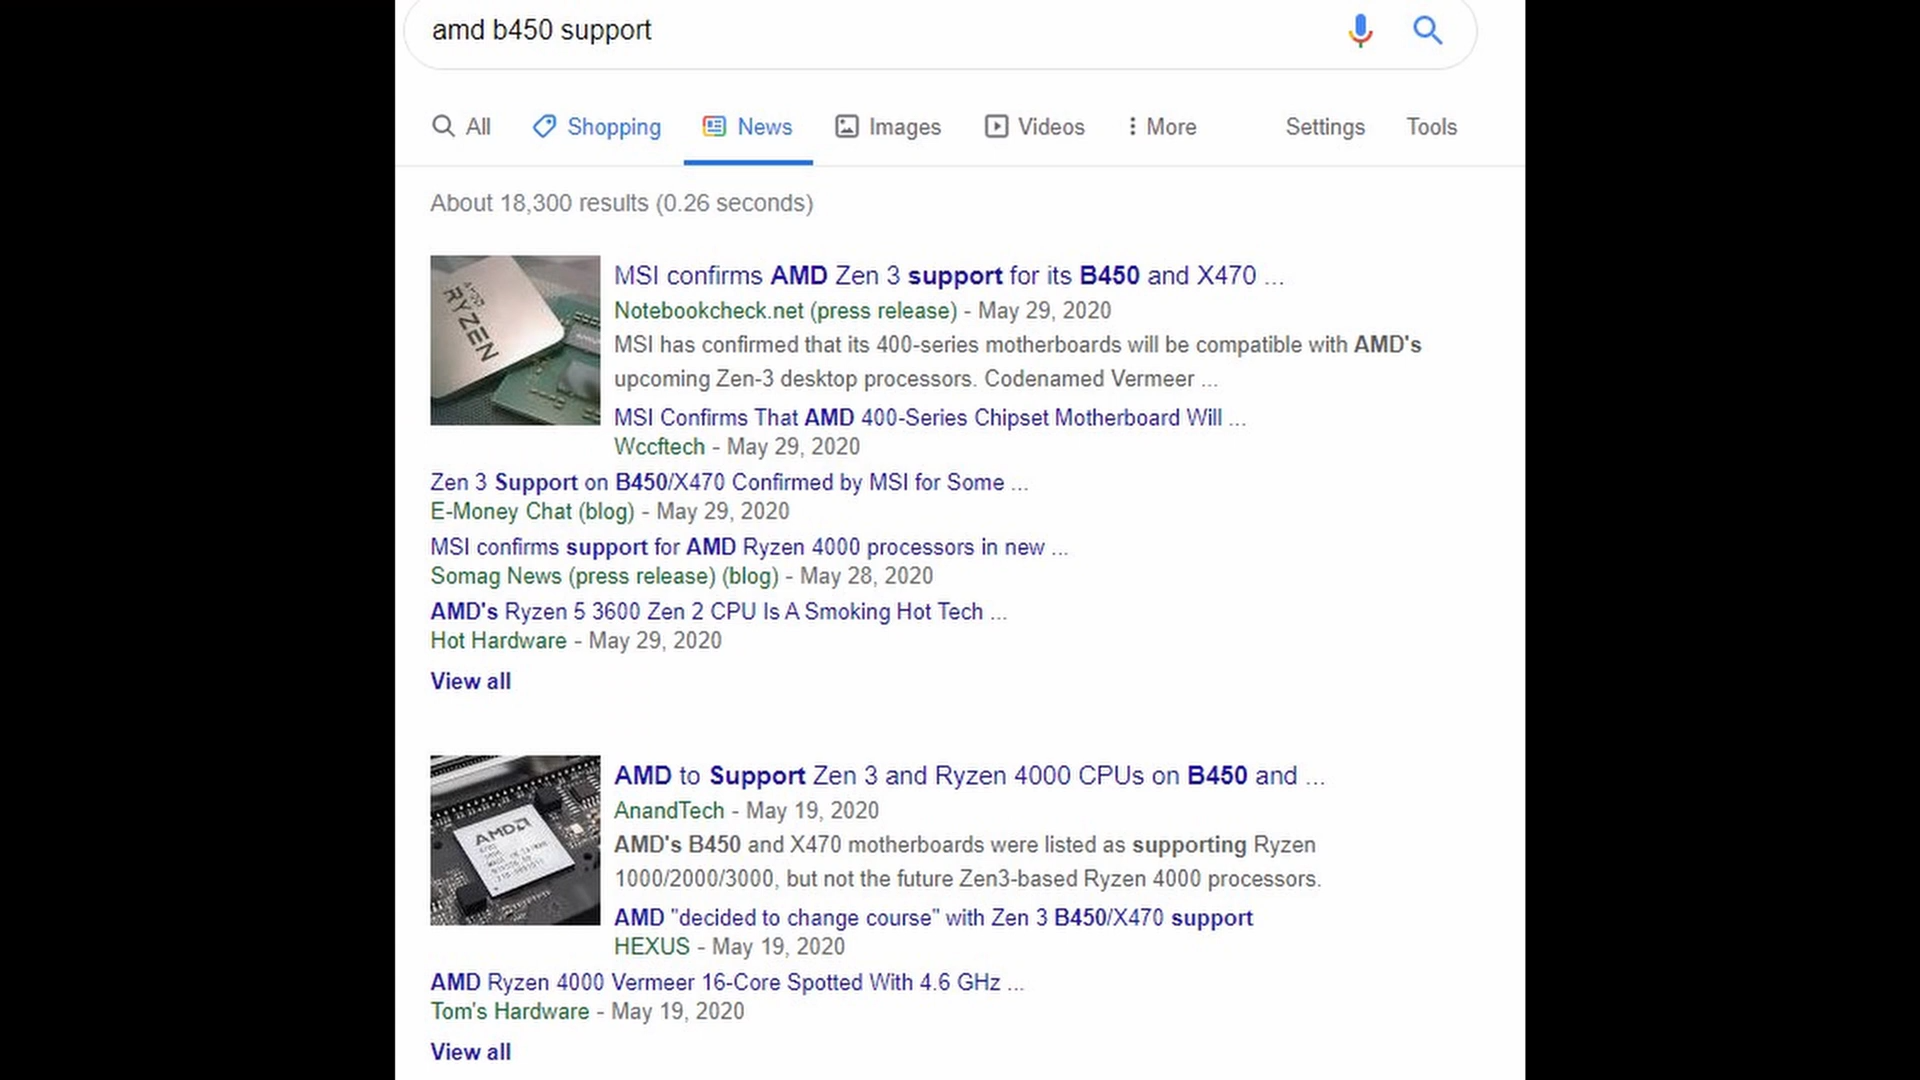 amd b450 support
All Shopping News Images Videos More Settings Tools
About 18,300 results (0.26 seconds)
AMD RYZEN
MSI confirms AMD Zen 3 support for its B450 and X470 ...
Notebookcheck.net (press release) - May 29, 2020
MSI has confirmed that its 400-series motherboards will be compatible with AMD's
upcoming Zen-3 desktop processors. Codenamed Vermeer ...
MSI Confirms That AMD 400-Series Chipset Motherboard Will ...
Wccftech - May 29, 2020
Zen 3 Support on B450/X470 Confirmed by MSI for Some ...
E-Money Chat (blog) - May 29, 2020
MSI confirms support for AMD Ryzen 4000 processors in new ...
Somag News (press release) (blog) - May 28, 2020
AMD's Ryzen 5 3600 Zen 2 CPU Is A Smoking Hot Tech ...
Hot Hardware - May 29, 2020
View all
AMD
AMD to Support Zen 3 and Ryzen 4000 CPUs on B450 and ...
AnandTech - May 19, 2020
AMD's B450 and X470 motherboards were listed as supporting Ryzen
1000/2000/3000, but not the future Zen3-based Ryzen 4000 processors.
AMD "decided to change course" with Zen 3 B450/X470 support
HEXUS - May 19, 2020
AMD Ryzen 4000 Vermeer 16-Core Spotted With 4.6 GHz ...
Tom's Hardware - May 19, 2020
View all